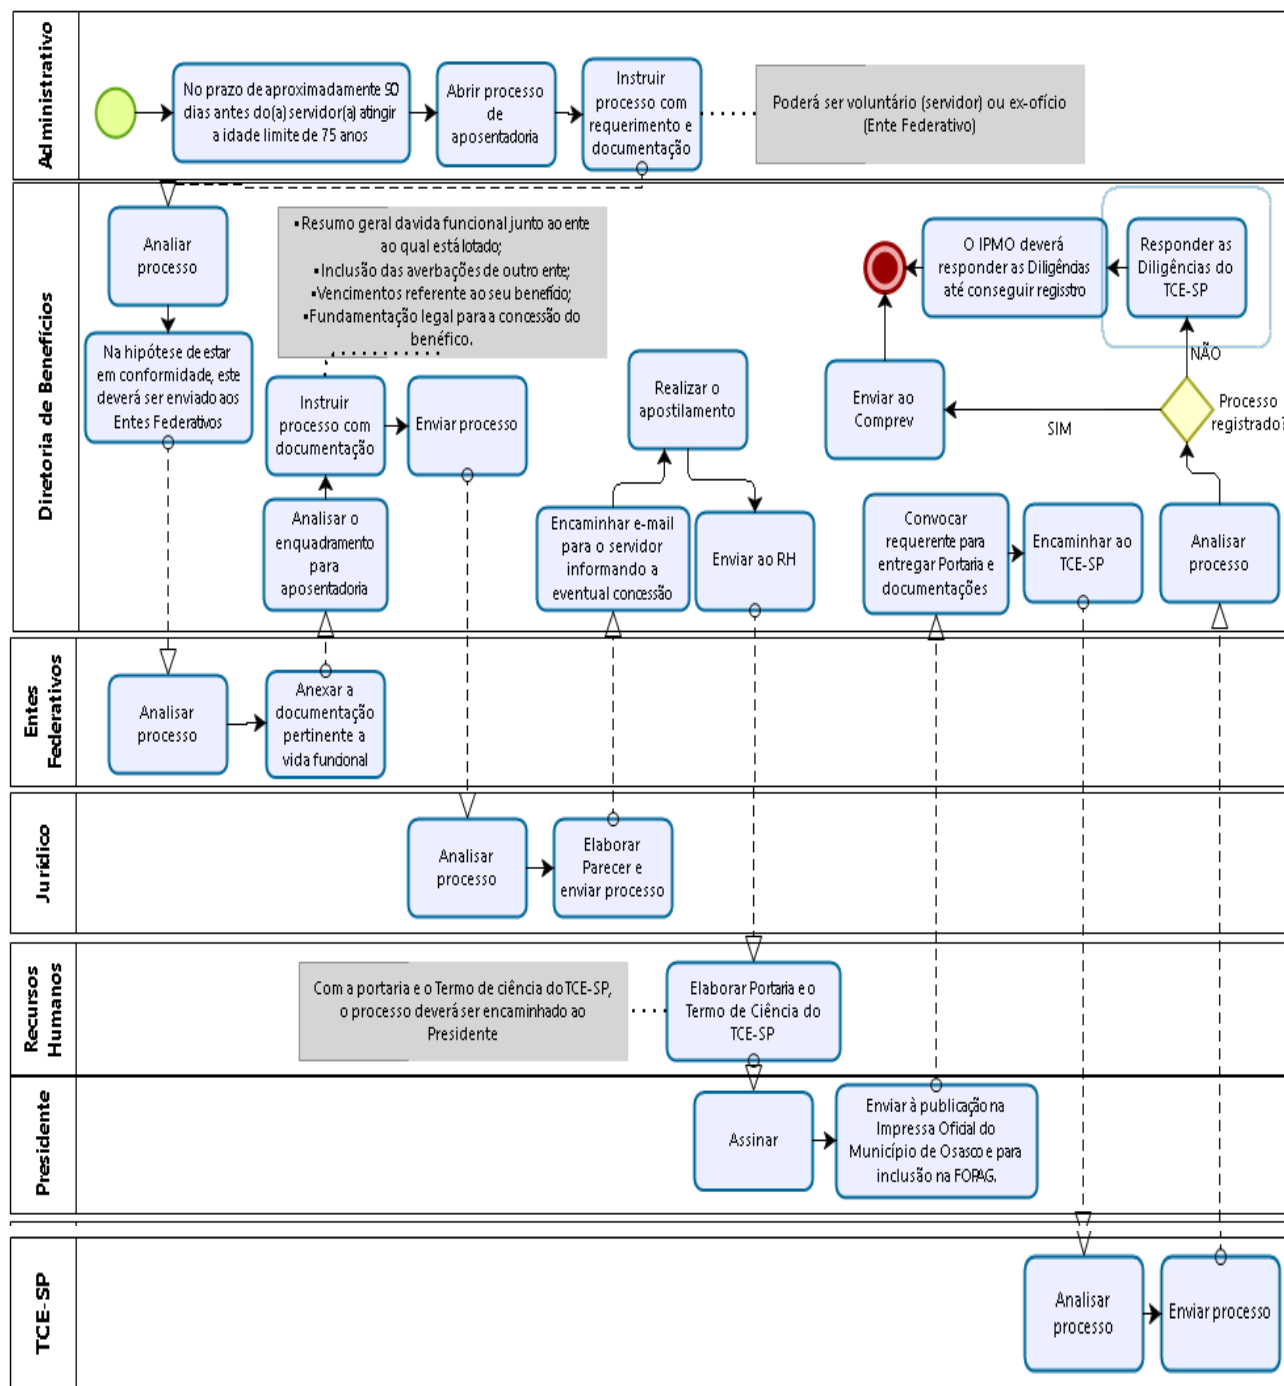 Administrativo
No prazo de aproximadamente 90
dias antes do(a) servidor(a) atingir
a idade limite de 75 anos
Abrir processo
de
aposentadoria
Instruir
processo com
requerimento e
documentação
Poderá ser voluntário (servidor) ou ex-ofício
(Ente Federativo)
Diretoria de Benefícios
Analiar
processo
Na hipótese de estar
em conformidade, este
deverá ser enviado aos
Entes Federativos
▪Resumo geral da vida funcional junto ao ente
ao qual está lotado;
▪Inclusão das averbações de outro ente;
▪Vencimentos referente ao seu benefício;
▪Fundamentação legal para a concessão do
benéfico.
Instruir
processo com
documentação
Enviar processo
Analisar o
enquadramento
para
aposentadoria
Realizar o
apostilamento
Encaminhar e-mail
para o servidor
informando a
eventual concessão
Enviar ao RH
O IPMO deverá
responder as Diligências
até conseguir regisstro
Responder as
Diligências do
TCE-SP
NÃO
Enviar ao
Comprev
SIM
Processo
registrado?
Convocar
requerente para
entregar Portaria e
documentações
Encaminhar ao
TCE-SP
Analisar
processo
Entes
Federativos
Analisar
processo
Anexar a
documentação
pertinente a
vida funcional
Jurídico
Analisar
processo
Elaborar
Parecer e
enviar processo
Recursos
Humanos
Com a portaria e o Termo de ciência do TCE-SP,
o processo deverá ser encaminhado ao
Presidente
Elaborar Portaria e o
Termo de Ciência do
TCE-SP
Presidente
Assinar
Enviar à publicação na
Impressa Oficial do
Município de Osasco e para
inclusão na FOPAG.
TCE-SP
Analisar
processo
Enviar processo